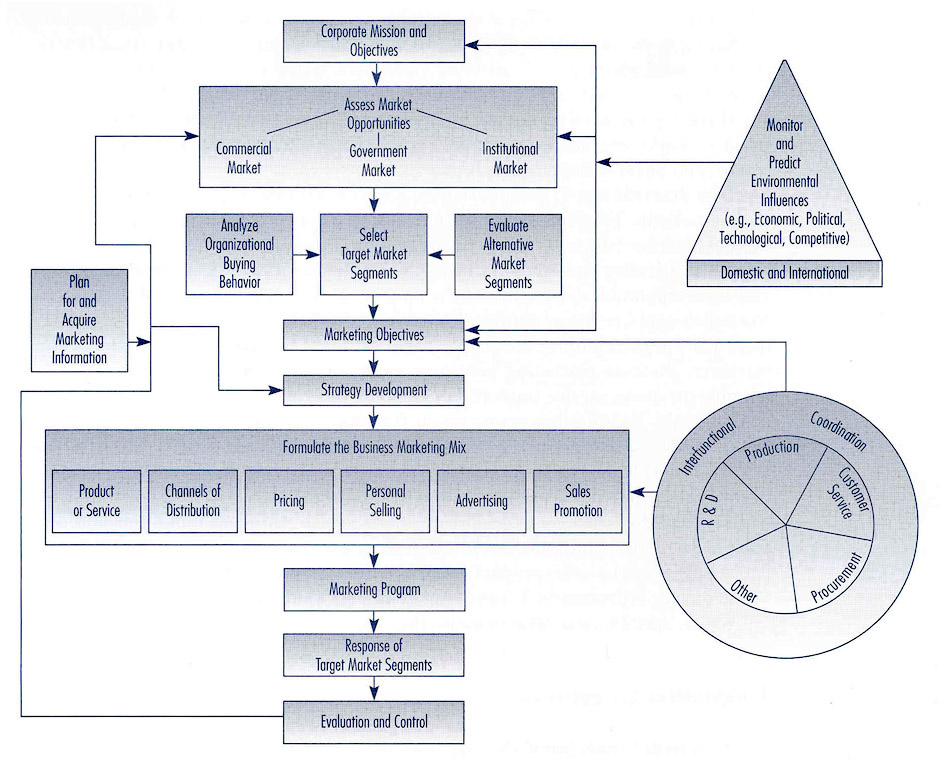 Corporate Mission and
Objectives
Assess Market
Opportunities
Commercial
Market
Government
Market
Institutional
Market
Monitor
and
Predict
Environmental
Influences
(e.g., Economic, Political,
Technological, Competitive)
Domestic and International
Analyze
Organizational
Buying
Behavior
Select
Target Market
Segments
Evaluate
Alternative
Market
Segments
Plan
for and
Acquire
Marketing
Information
Marketing Objectives
Strategy Development
Formulate the Business Marketing Mix
Product
or Service
Channels of
Distribution
Pricing
Personal
Selling
Advertising
Sales
Promotion
Interfunctional
Coordination
Production
Customer
Service
R & D
Other
Procurement
Marketing Program
Response of
Target Market Segments
Evaluation and Control